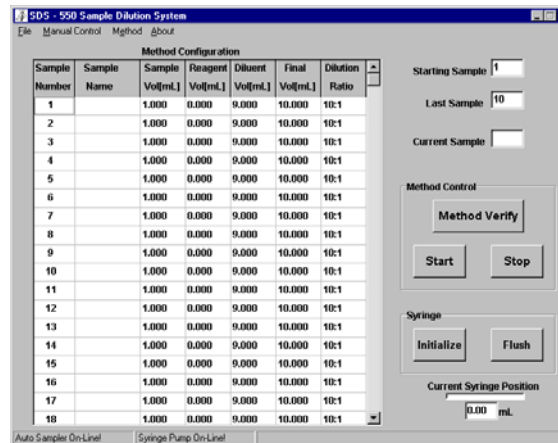 SDS - 550 Sample Dilution System
File Manual Control Method About
Method Configuration
Sample Number Sample Name Sample Vol[mL] Reagent Vol[mL] Diluent Vol[mL] Final Vol[mL] Dilution Ratio
1 1.000 0.000 9.000 10.000 10:1
2 1.000 0.000 9.000 10.000 10:1
3 1.000 0.000 9.000 10.000 10:1
4 1.000 0.000 9.000 10.000 10:1
5 1.000 0.000 9.000 10.000 10:1
6 1.000 0.000 9.000 10.000 10:1
7 1.000 0.000 9.000 10.000 10:1
8 1.000 0.000 9.000 10.000 10:1
9 1.000 0.000 9.000 10.000 10:1
10 1.000 0.000 9.000 10.000 10:1
11 1.000 0.000 9.000 10.000 10:1
12 1.000 0.000 9.000 10.000 10:1
13 1.000 0.000 9.000 10.000 10:1
14 1.000 0.000 9.000 10.000 10:1
15 1.000 0.000 9.000 10.000 10:1
16 1.000 0.000 9.000 10.000 10:1
17 1.000 0.000 9.000 10.000 10:1
18 1.000 0.000 9.000 10.000 10:1
Starting Sample 1
Last Sample 10
Current Sample
Method Control
Method Verify
Start Stop
Syringe
Initialize Flush
Current Syringe Position
0.00 mL
Auto Sampler On-Line! Syringe Pump On-Line!